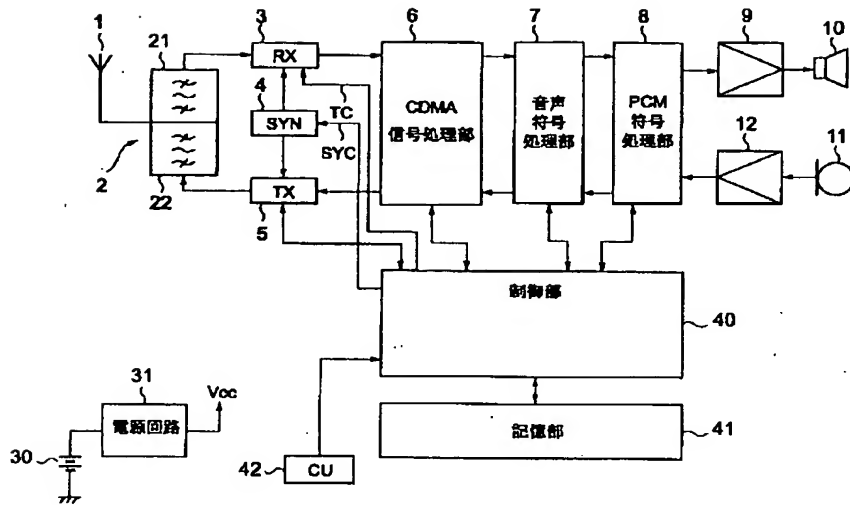 1
21
3
RX
4
SYN
TC
SYC
2
22
TX
5
6
CDMA
信号処理部
7
音声
符号
処理部
8
PCM
符号
処理部
9
10
12
11
制御部
40
記憶部
41
42
CU
31
Vcc
電源回路
30